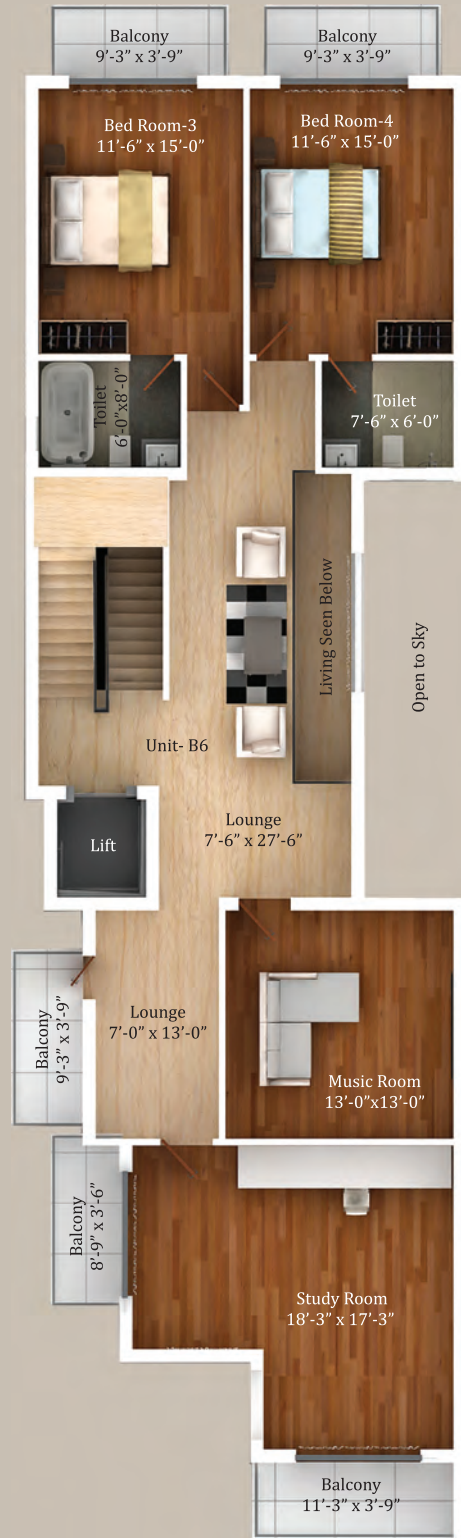 Balcony
9’-3” x 3’-9”
Balcony
9’-3” x 3’-9”
Bed Room-3
11’-6” x 15’-0”
Bed Room-4
11’-6” x 15’-0”
Toilet
6’-0”x8’-0”
Toilet
7’-6” x 6’-0”
Living Seen Below
Open to Sky
Unit- B6
Lounge
7’-6” x 27’-6”
Lift
Lounge
7’-0” x 13’-0”
Balcony
9’-3” x 3’-9”
Music Room
13’-0”x13’-0”
Balcony
8’-9” x 3’-6”
Study Room
18’-3” x 17’-3”
Balcony
11’-3” x 3’-9”